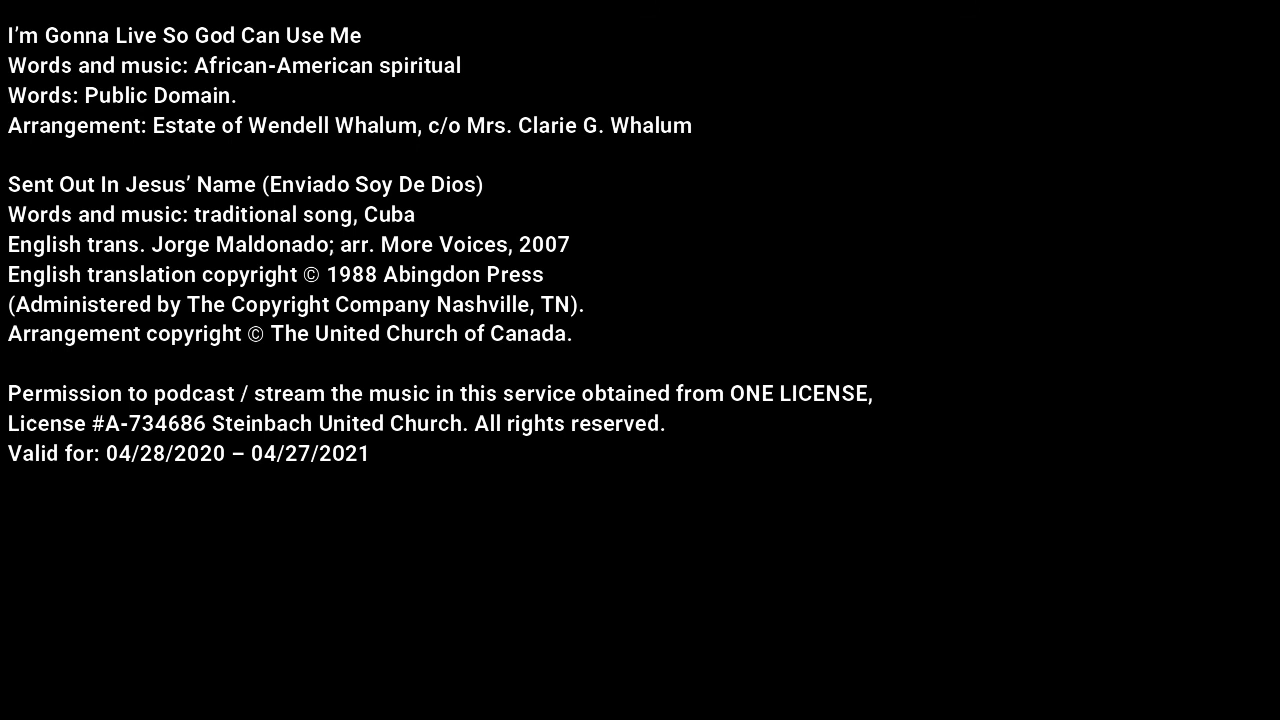 I’m Gonna Live So God Can Use Me
Words and music: African-American spiritual
Words: Public Domain.
Arrangement: Estate of Wendell Whalum, c/o Mrs. Clarie G. Whalum
Sent Out In Jesus’ Name (Enviado Soy De Dios)
Words and music: traditional song, Cuba
English trans. Jorge Maldonado; arr. More Voices, 2007
English translation copyright © 1988 Abingdon Press
(Administered by The Copyright Company Nashville, TN).
Arrangement copyright © The United Church of Canada.
Permission to podcast / stream the music in this service obtained from ONE LICENSE,
License #A-734686 Steinbach United Church. All rights reserved.
Valid for: 04/28/2020 – 04/27/2021